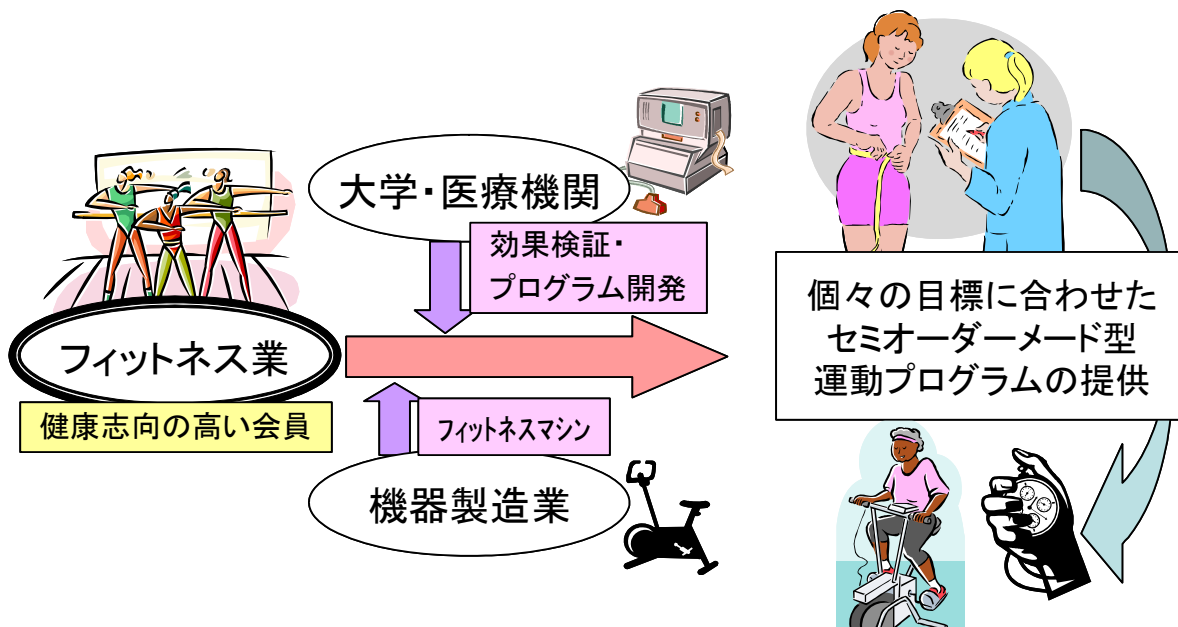 大学・医療機関
効果検証・
プログラム開発
フィットネス業
健康志向の高い会員
フィットネスマシン
機器製造業
個々の目標に合わせた
セミオーダーメード型
運動プログラムの提供